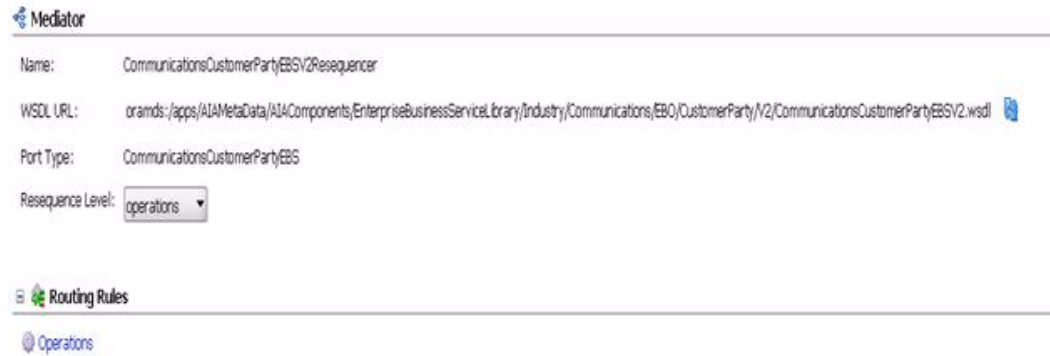 Mediator
Name: CommunicationsCustomerPartyEBSV2Resequencer
WSDL URL: oramds:/apps/AIAMetaData/AIAComponents/EnterpriseBusinessServiceLibrary/Industry/Communications/EBO/CustomerParty/V2/CommunicationsCustomerPartyEBSV2.wsdl
Port Type: CommunicationsCustomerPartyEBS
Resequence Level: operations
Routing Rules
Operations